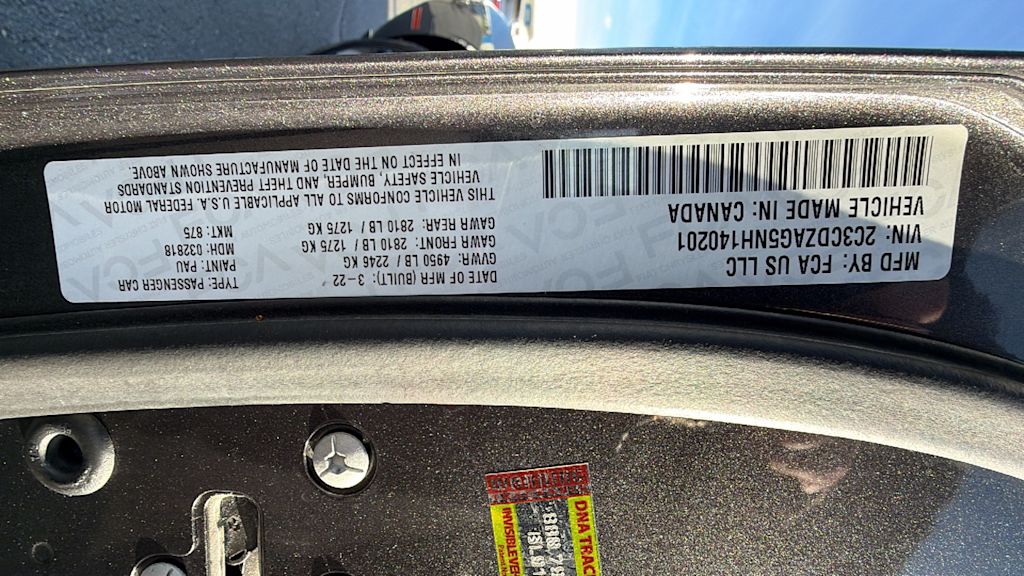 MFD BY: FCA US LLC
VIN: 2C3CDZAG5NH140201
VEHICLE MADE IN: CANADA
DATE OF MFR (BUILT): 3-22
GVWR: 4950 LB / 2246 KG
GAWR FRONT: 2810 LB / 1275 KG
GAWR REAR: 2810 LB / 1275 KG
TYPE: PASSENGER CAR
PAINT: PAU
MDH: 032818
MKT: S75
THIS VEHICLE CONFORMS TO ALL APPLICABLE U.S.A. FEDERAL MOTOR
VEHICLE SAFETY, BUMPER, AND THEFT PREVENTION STANDARDS
IN EFFECT ON THE DATE OF MANUFACTURE SHOWN ABOVE.
DNA TRAC